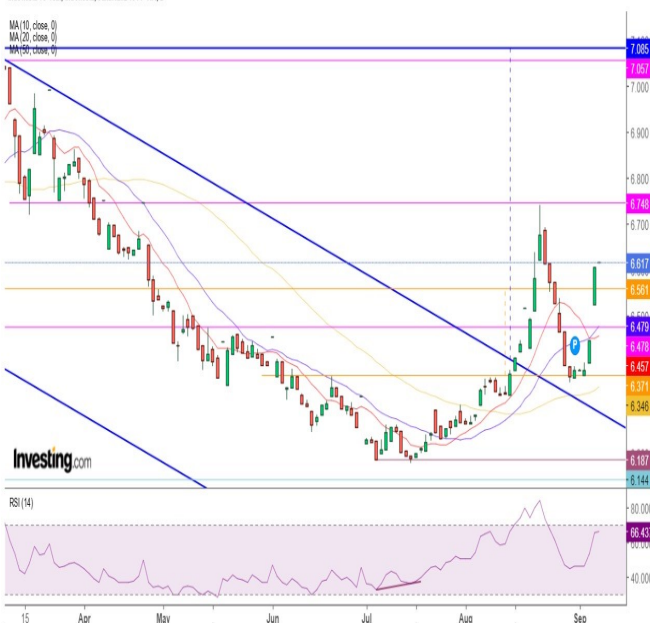 MA (10, close, 0)
MA (20, close, 0)
MA (50, close, 0)
7.085
7.057
7.000
6.900
6.800
6.748
6.700
6.617
6.561
6.479
6.478
6.457
6.371
6.346
6.187
6.144
P
Investing.com
RSI (14)
80.000
66.433
40.000
15 Apr May Jun Jul Aug Sep